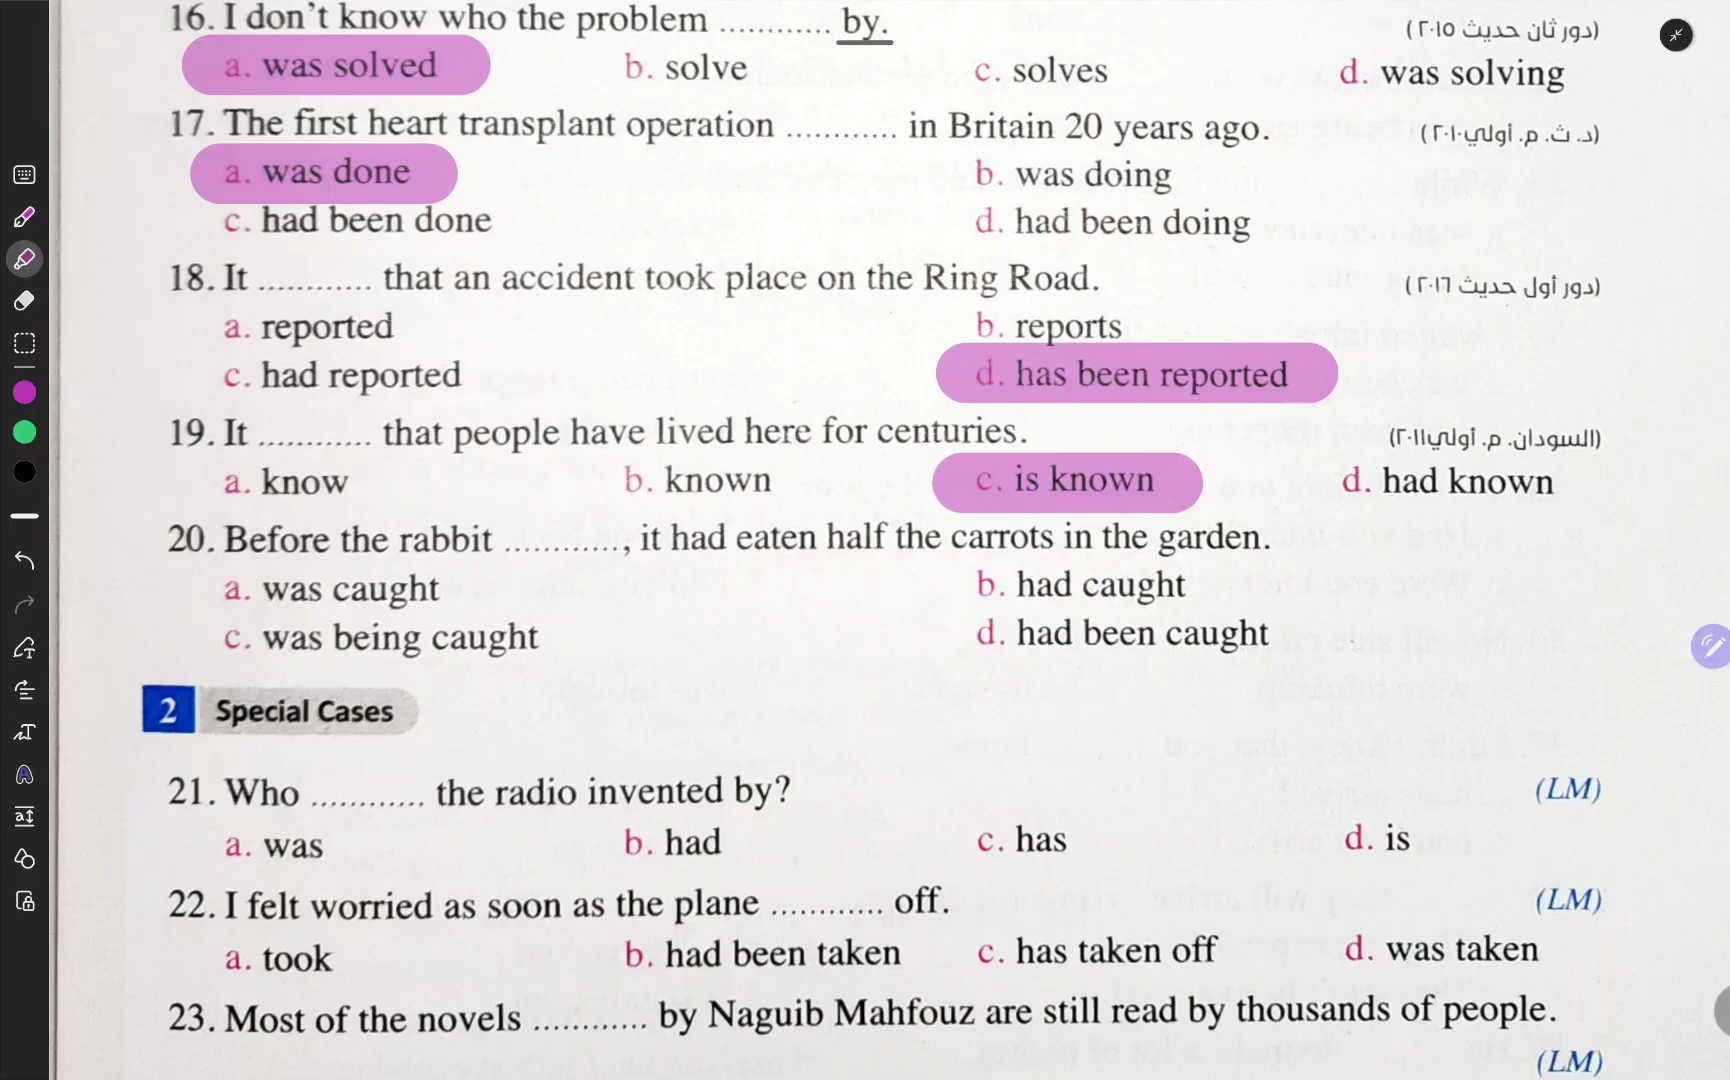 16. I don't know who the problem ............ by. (دور ثان حديث ٢٠١٥)
a. was solved b. solve c. solves d. was solving
17. The first heart transplant operation ............ in Britain 20 years ago. (د. ث. م. أولى ٢٠١٠)
a. was done b. was doing
c. had been done d. had been doing
18. It ............ that an accident took place on the Ring Road. (دور أول حديث ٢٠١٦)
a. reported b. reports
c. had reported d. has been reported
19. It ............ that people have lived here for centuries. (السودان. م. أولى ٢٠١١)
a. know b. known c. is known d. had known
20. Before the rabbit ............, it had eaten half the carrots in the garden.
a. was caught b. had caught
c. was being caught d. had been caught
2 Special Cases
21. Who ............ the radio invented by? (LM)
a. was b. had c. has d. is
22. I felt worried as soon as the plane ............ off. (LM)
a. took b. had been taken c. has taken off d. was taken
23. Most of the novels ............ by Naguib Mahfouz are still read by thousands of people.
(LM)